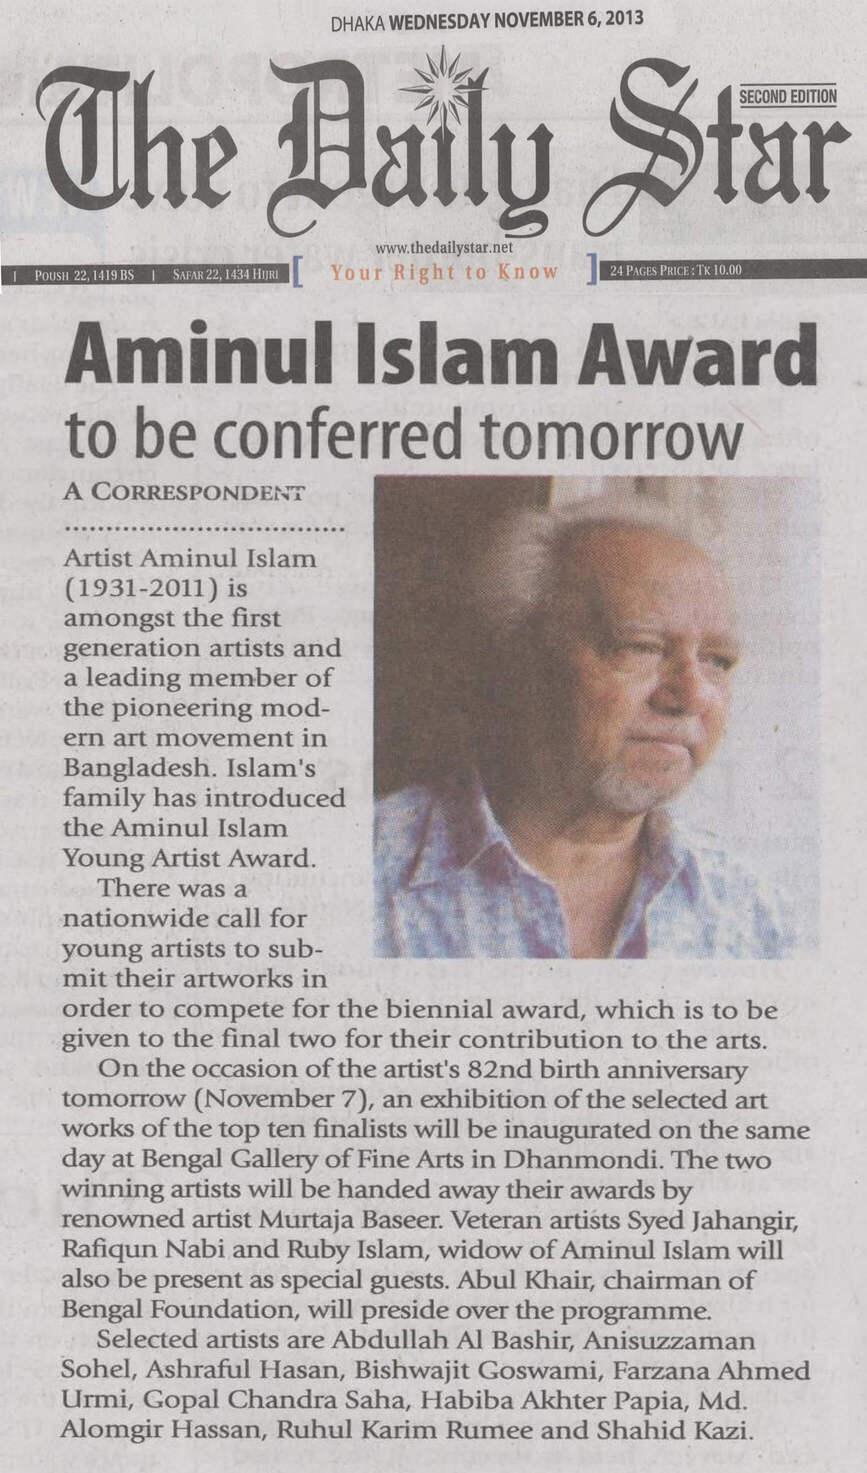 DHAKA WEDNESDAY NOVEMBER 6, 2013
The Daily Star
SECOND EDITION
www.thedailystar.net
| POUSH 22, 1419 BS | SAFAR 22, 1434 HIJRI [ Your Right to Know ] 24 PAGES PRICE : TK 10.00
Aminul Islam Award
to be conferred tomorrow
A CORRESPONDENT
Artist Aminul Islam
(1931-2011) is
amongst the first
generation artists and
a leading member of
the pioneering mod-
ern art movement in
Bangladesh. Islam's
family has introduced
the Aminul Islam
Young Artist Award.
There was a
nationwide call for
young artists to sub-
mit their artworks in
order to compete for the biennial award, which is to be
given to the final two for their contribution to the arts.
On the occasion of the artist's 82nd birth anniversary
tomorrow (November 7), an exhibition of the selected art
works of the top ten finalists will be inaugurated on the same
day at Bengal Gallery of Fine Arts in Dhanmondi. The two
winning artists will be handed away their awards by
renowned artist Murtaja Baseer. Veteran artists Syed Jahangir,
Rafiqun Nabi and Ruby Islam, widow of Aminul Islam will
also be present as special guests. Abul Khair, chairman of
Bengal Foundation, will preside over the programme.
Selected artists are Abdullah Al Bashir, Anisuzzaman
Sohel, Ashraful Hasan, Bishwajit Goswami, Farzana Ahmed
Urmi, Gopal Chandra Saha, Habiba Akhter Papia, Md.
Alomgir Hassan, Ruhul Karim Rumee and Shahid Kazi.